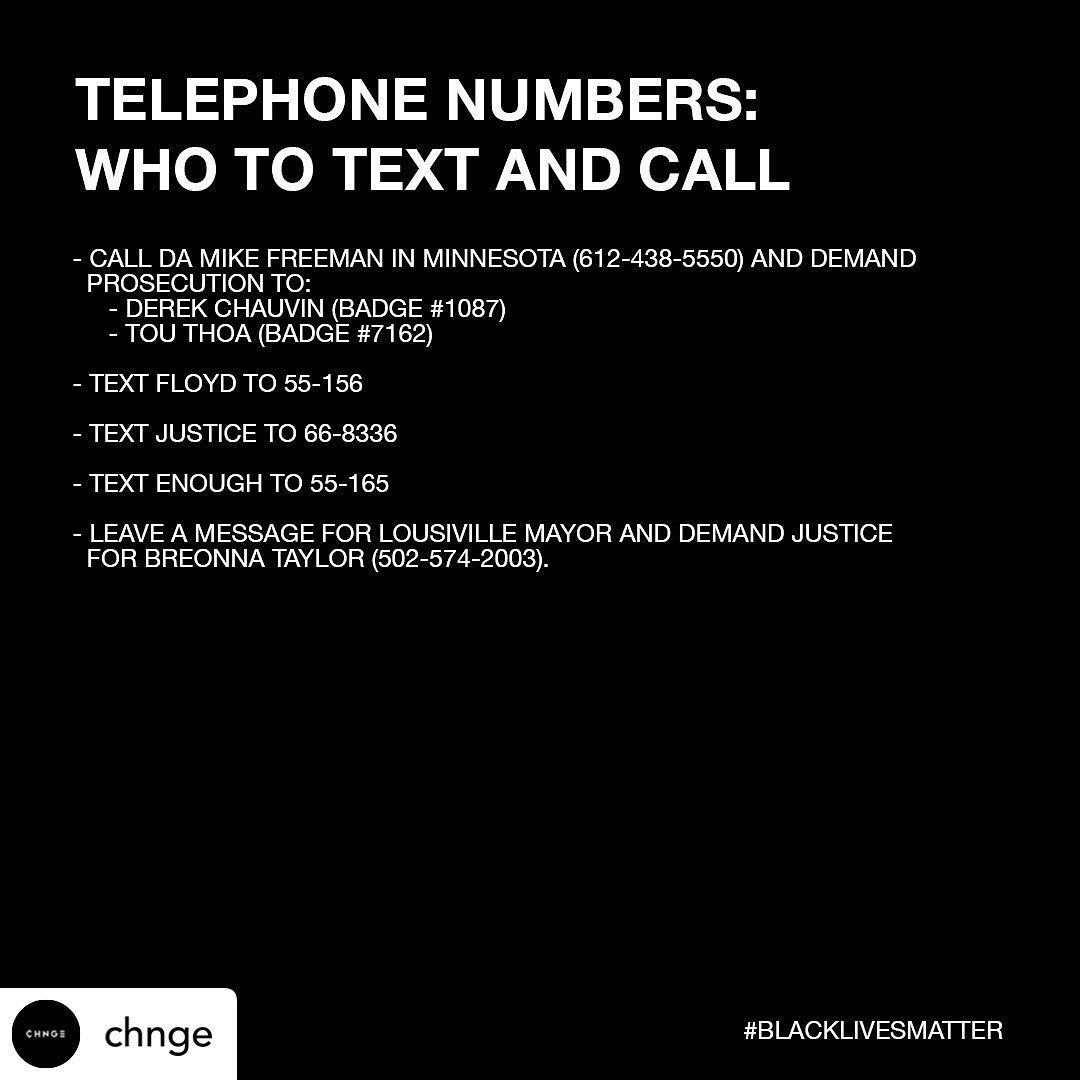 TELEPHONE NUMBERS:
WHO TO TEXT AND CALL
- CALL DA MIKE FREEMAN IN MINNESOTA (612-438-5550) AND DEMAND
PROSECUTION TO:
- DEREK CHAUVIN (BADGE #1087)
- TOU THOA (BADGE #7162)
- TEXT FLOYD TO 55-156
- TEXT JUSTICE TO 66-8336
- TEXT ENOUGH TO 55-165
- LEAVE A MESSAGE FOR LOUSIVILLE MAYOR AND DEMAND JUSTICE
FOR BREONNA TAYLOR (502-574-2003).
CHNGE
chnge
#BLACKLIVESMATTER